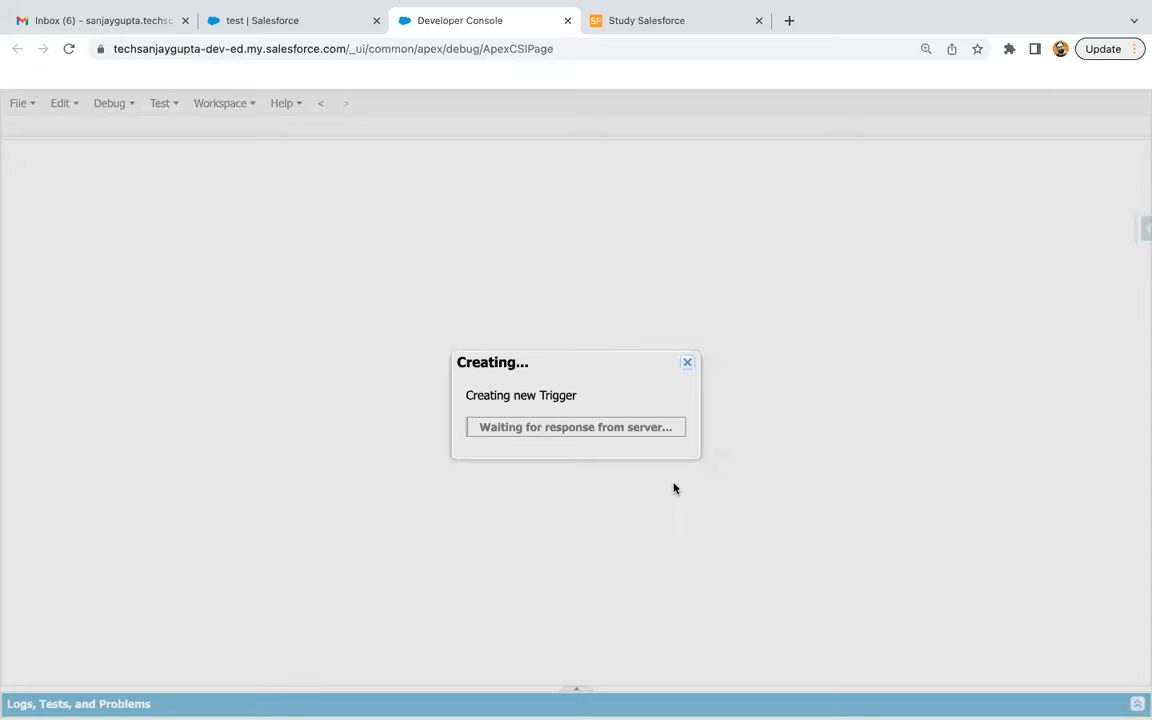 Inbox (6) - sanjaygupta.techsc
test | Salesforce
Developer Console
SF Study Salesforce
techsanjaygupta-dev-ed.my.salesforce.com/_ui/common/apex/debug/ApexCSIPage
Update
File Edit Debug Test Workspace Help < >
Creating...
Creating new Trigger
Waiting for response from server...
Logs, Tests, and Problems